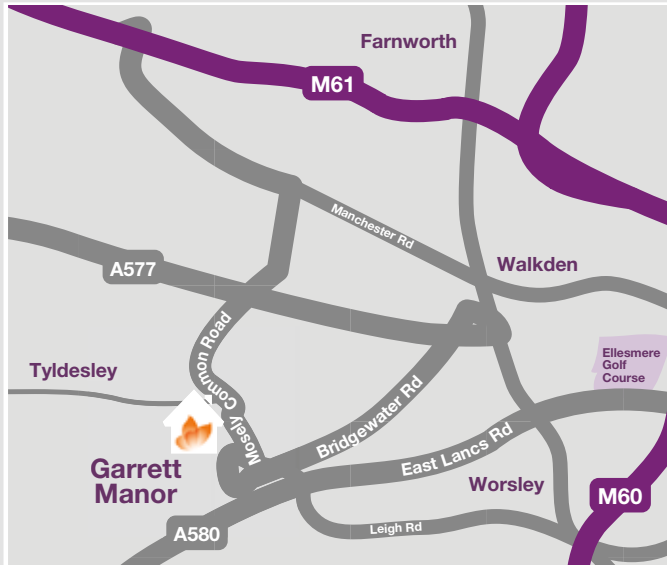 Farnworth
M61
Manchester Rd
Walkden
A577
Mosely Common Road
Ellesmere
Golf
Course
Tyldesley
Bridgewater Rd
East Lancs Rd
Garrett
Manor
Worsley
M60
A580
Leigh Rd